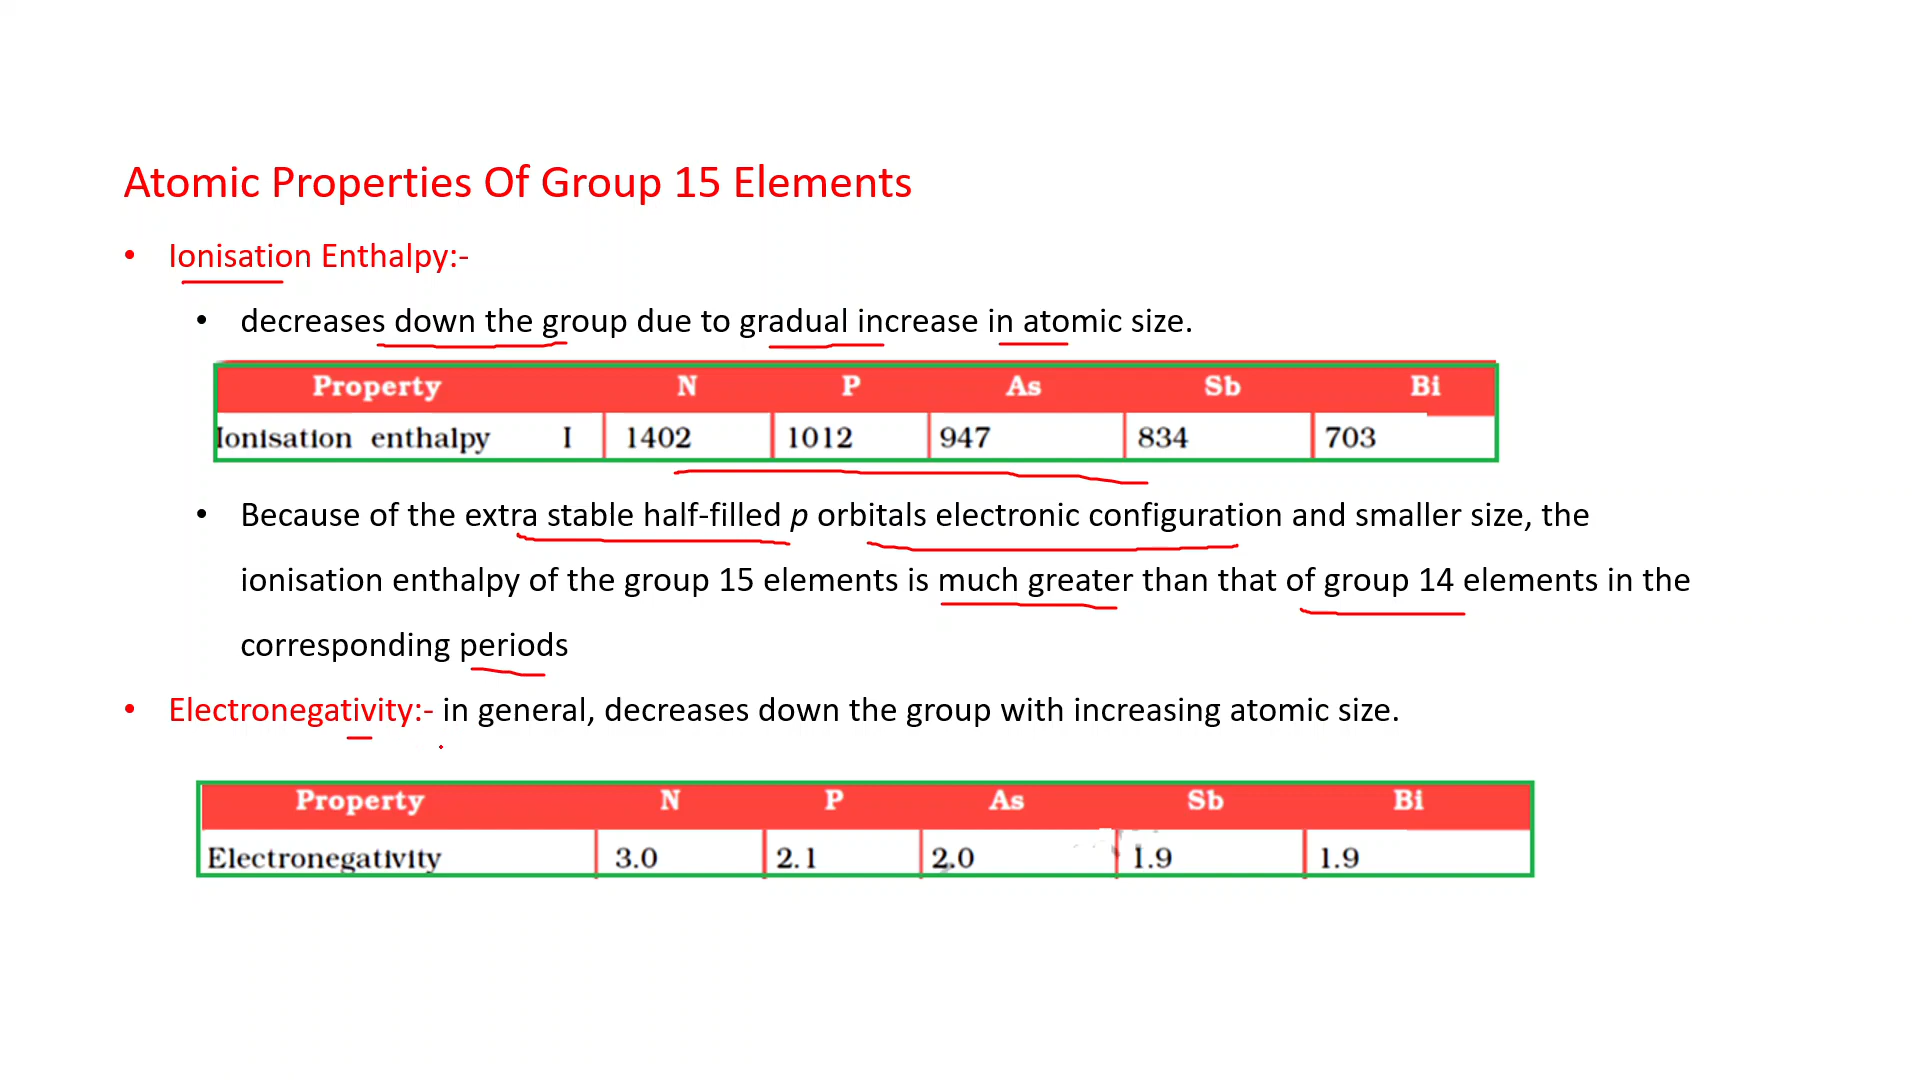 Atomic Properties Of Group 15 Elements
• Ionisation Enthalpy:-
• decreases down the group due to gradual increase in atomic size.
Property N P As Sb Bi
Ionisation enthalpy I 1402 1012 947 834 703
• Because of the extra stable half-filled p orbitals electronic configuration and smaller size, the
ionisation enthalpy of the group 15 elements is much greater than that of group 14 elements in the
corresponding periods
• Electronegativity:- in general, decreases down the group with increasing atomic size.
Property N P As Sb Bi
Electronegativity 3.0 2.1 2.0 1.9 1.9